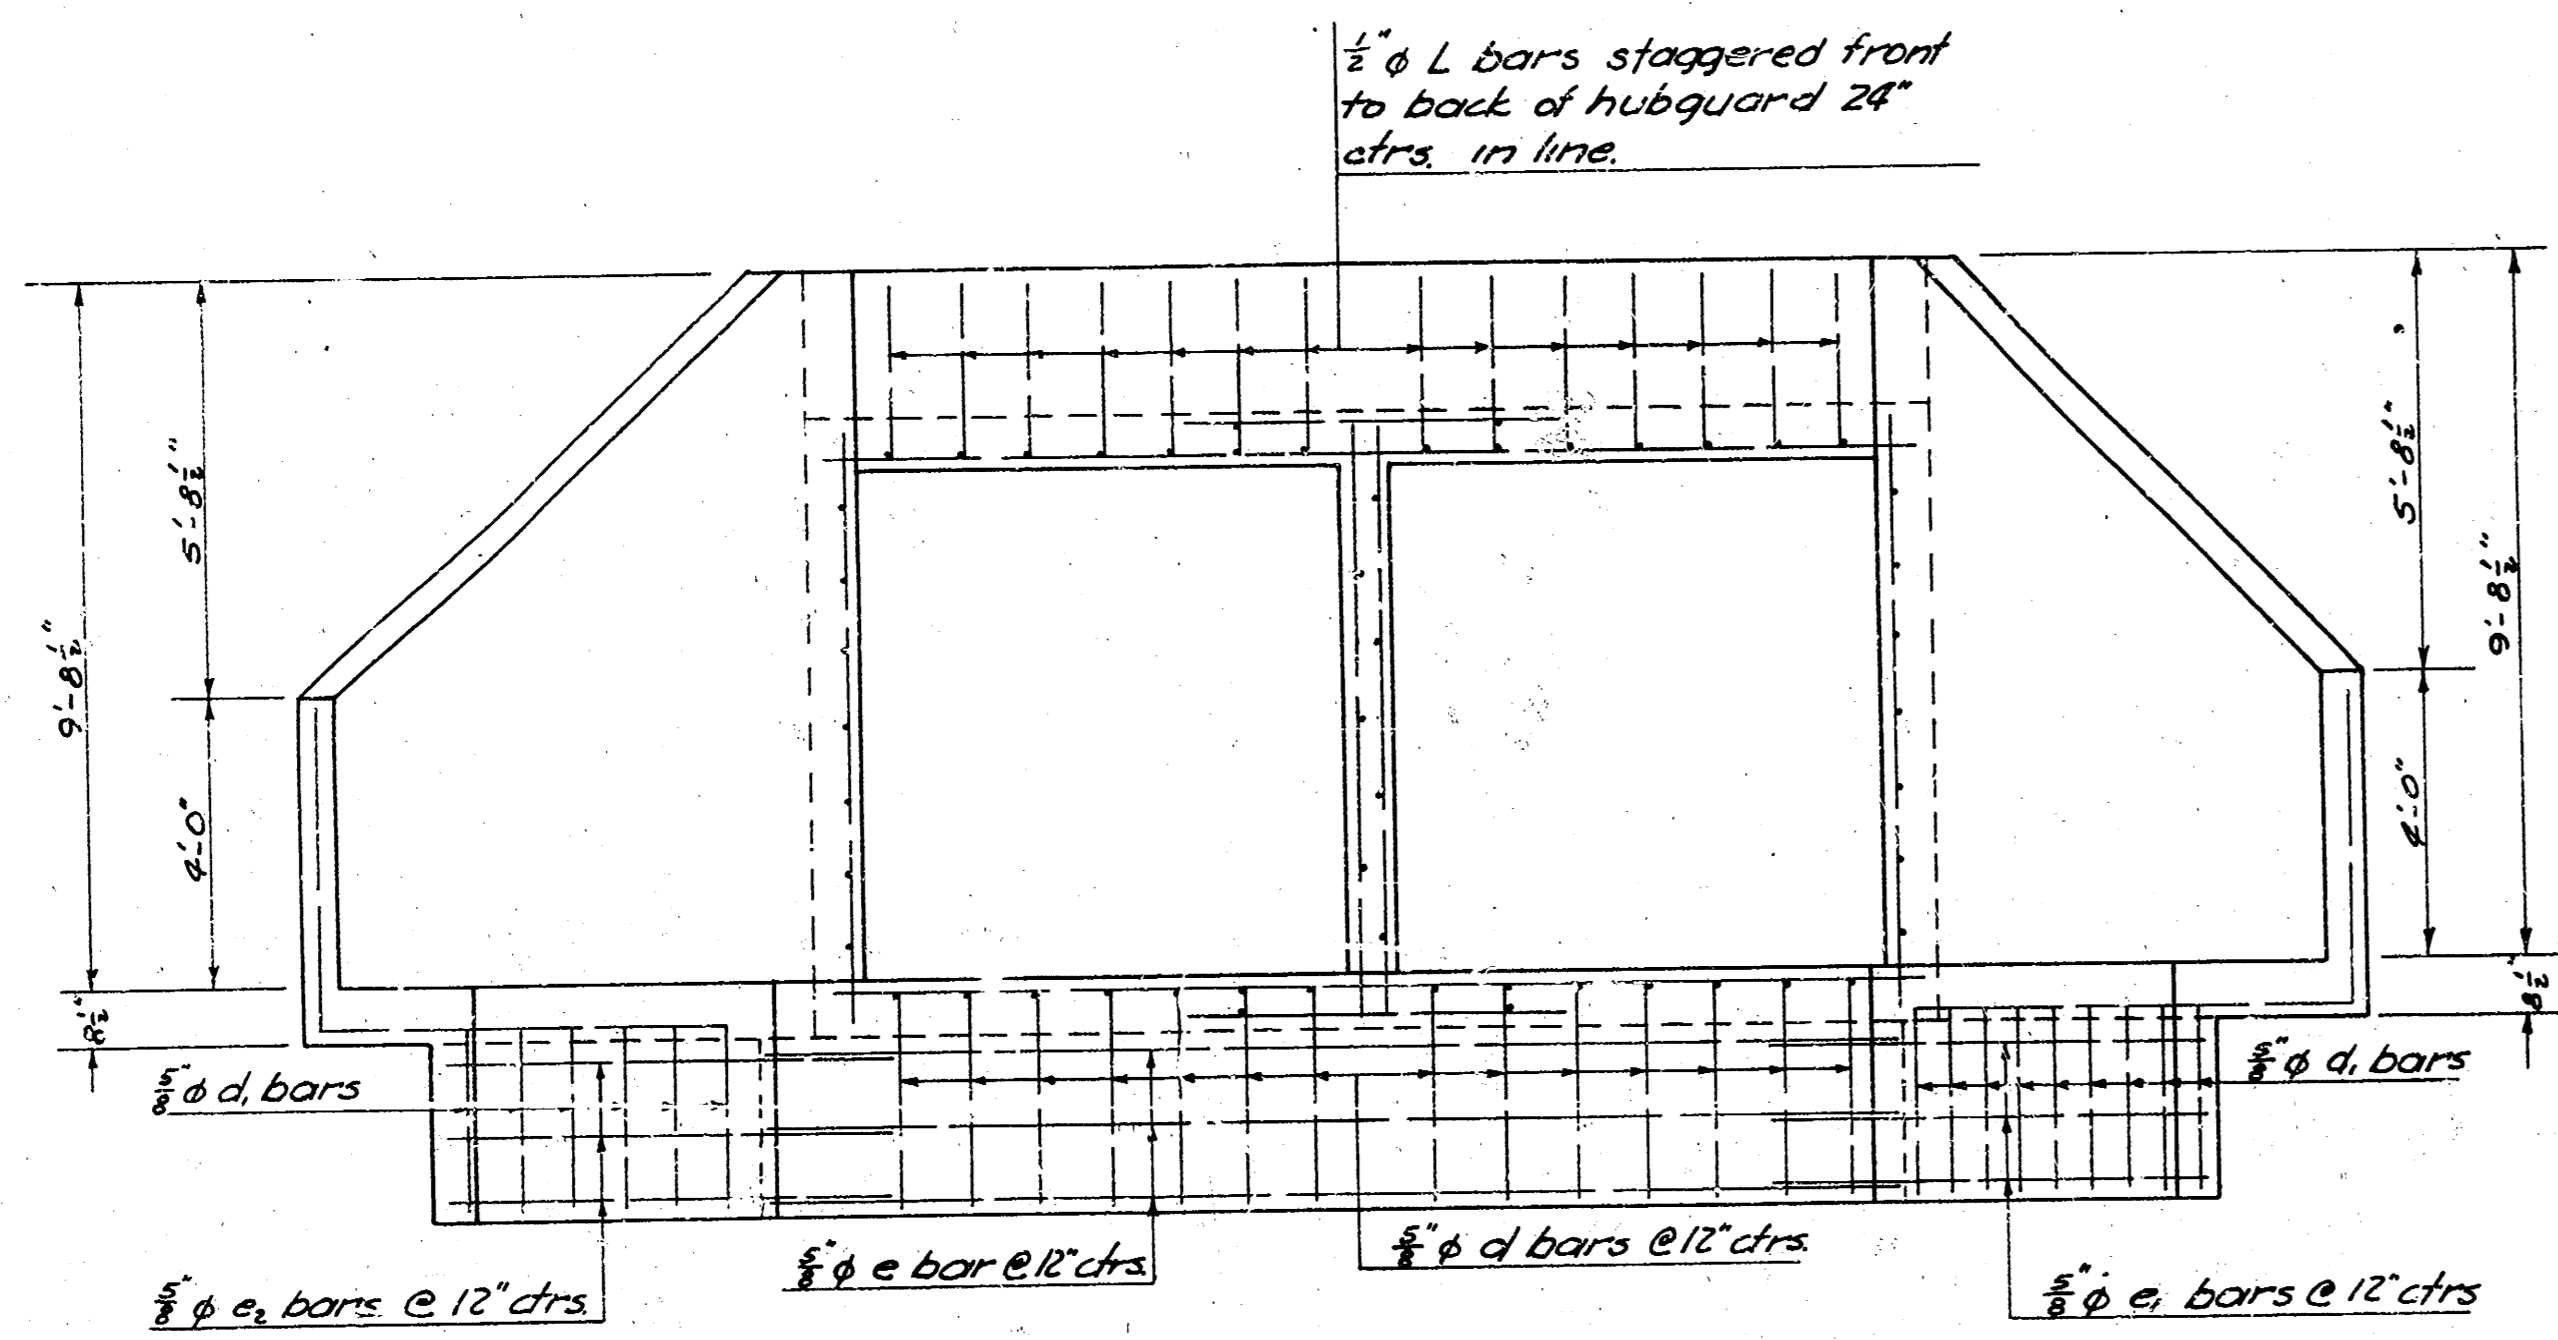 ½"ϕ L bars staggered front
to back of hubguard 24"
ctrs. in line.
5'-8½"
5'-8½"
9'-8½"
9'-8½"
4'-0"
4'-0"
8½"
8½"
⅝"ϕ d, bars
⅝"ϕ d, bars
⅝"ϕ e₂ bars @ 12" ctrs.
⅝"ϕ e bar @ 12" ctrs.
⅝"ϕ d bars @ 12" ctrs.
⅝"ϕ e, bars @ 12" ctrs